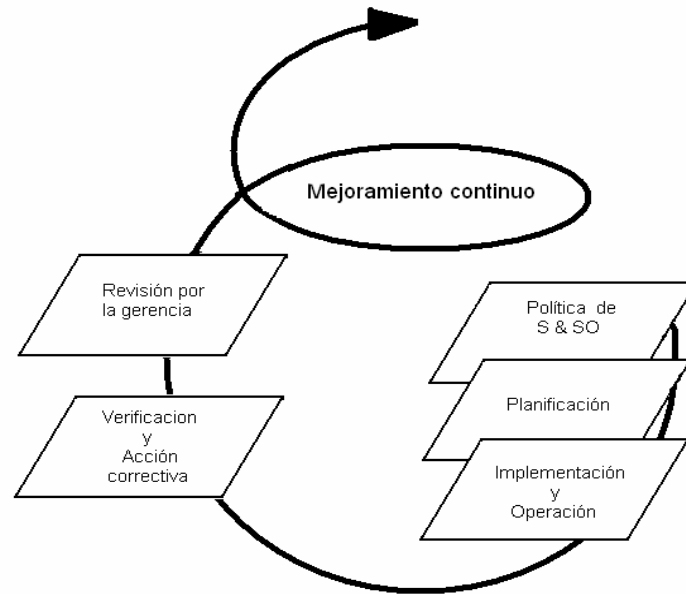 Mejoramiento continuo
Revisión por
la gerencia
Política de
S & SO
Planificación
Verificacion
y
Acción
correctiva
Implementación
y
Operación